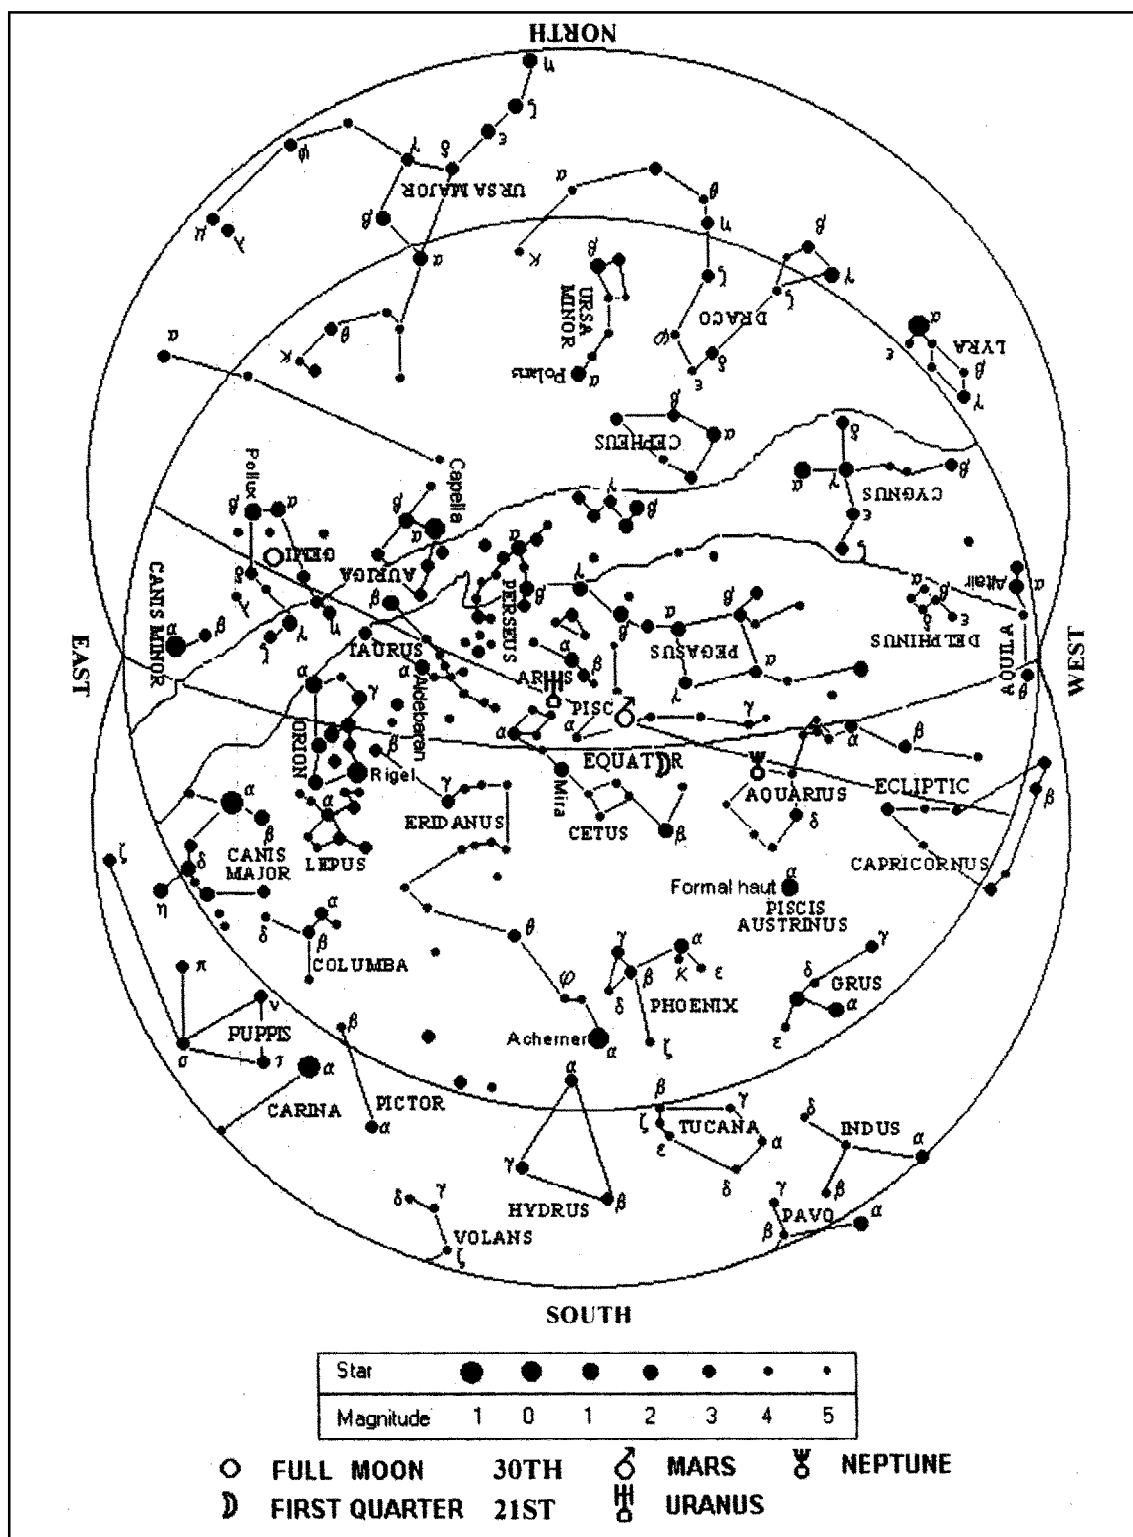 NORTH
η
ζ
ε
δ
γ
φ
URSA MAJOR
μ
λ
β
α
α
θ
η
κ
β
β
γ
ζ
URSA MINOR
DRACO
φ
δ
ε
α
ε
LYRA
β
γ
α
κ
θ
Polaris
α
β
CEPHEUS
α
δ
α
γ
CYGNUS
β
ε
ζ
Capella
Pollux
β
α
GEMI
β
α
AURIGA
γ
β
PERSEUS
β
γ
α
β
α
β
δ
ε
DELPHINUS
Altair
α
CANIS MINOR
α
β
δ
λ
γ
ζ
η
β
TAURUS
α
Aldebaran
δ
α
PEGASUS
β
γ
α
AQUILA
θ
EAST
WEST
α
γ
ORION
β
Rigel
ARIES
α
β
PISC
α
α
γ
EQUATOR
Mira
α
β
ECLIPTIC
AQUARIUS
δ
β
CAPRICORNUS
γ
ERIDANUS
CETUS
β
α
β
CANIS MAJOR
δ
η
ζ
α
LEPUS
α
Formal haut
PISCIS AUSTRINUS
δ
α
β
COLUMBA
θ
φ
γ
α
κ
ε
β
δ
PHOENIX
ζ
γ
δ
GRUS
α
ε
π
ν
PUPPIS
σ
τ
β
Acherner
α
α
CARINA
PICTOR
α
α
β
γ
ζ
TUCANA
ε
α
δ
δ
INDUS
α
β
γ
HYDRUS
β
γ
PAVO
α
β
δ
γ
VOLANS
ζ
SOUTH
Star
Magnitude 1 0 1 2 3 4 5
FULL MOON 30TH MARS NEPTUNE
FIRST QUARTER 21ST URANUS